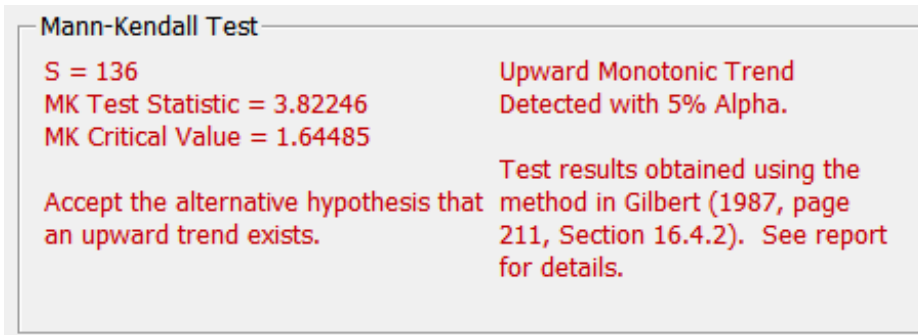 Mann-Kendall Test
S = 136
MK Test Statistic = 3.82246
MK Critical Value = 1.64485
Accept the alternative hypothesis that
an upward trend exists.
Upward Monotonic Trend
Detected with 5% Alpha.
Test results obtained using the
method in Gilbert (1987, page
211, Section 16.4.2).  See report
for details.